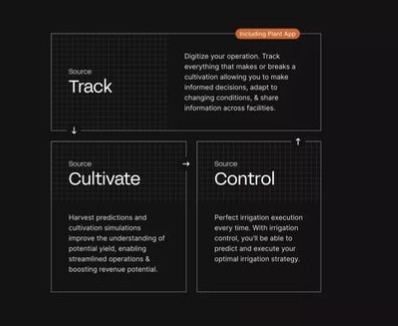 Including Plant App
Source
Track
Digitize your operation. Track
everything that makes or breaks a
cultivation allowing you to make
informed decisions, adapt to
changing conditions, & share
information across facilities.
Source
Cultivate
Harvest predictions and
cultivation simulations
improve the understanding of
potential yield, enabling
streamlined operations &
boosting revenue potential.
Source
Control
Perfect irrigation execution
every time. With irrigation
control, you'll be able to
predict and execute your
optimal irrigation strategy.